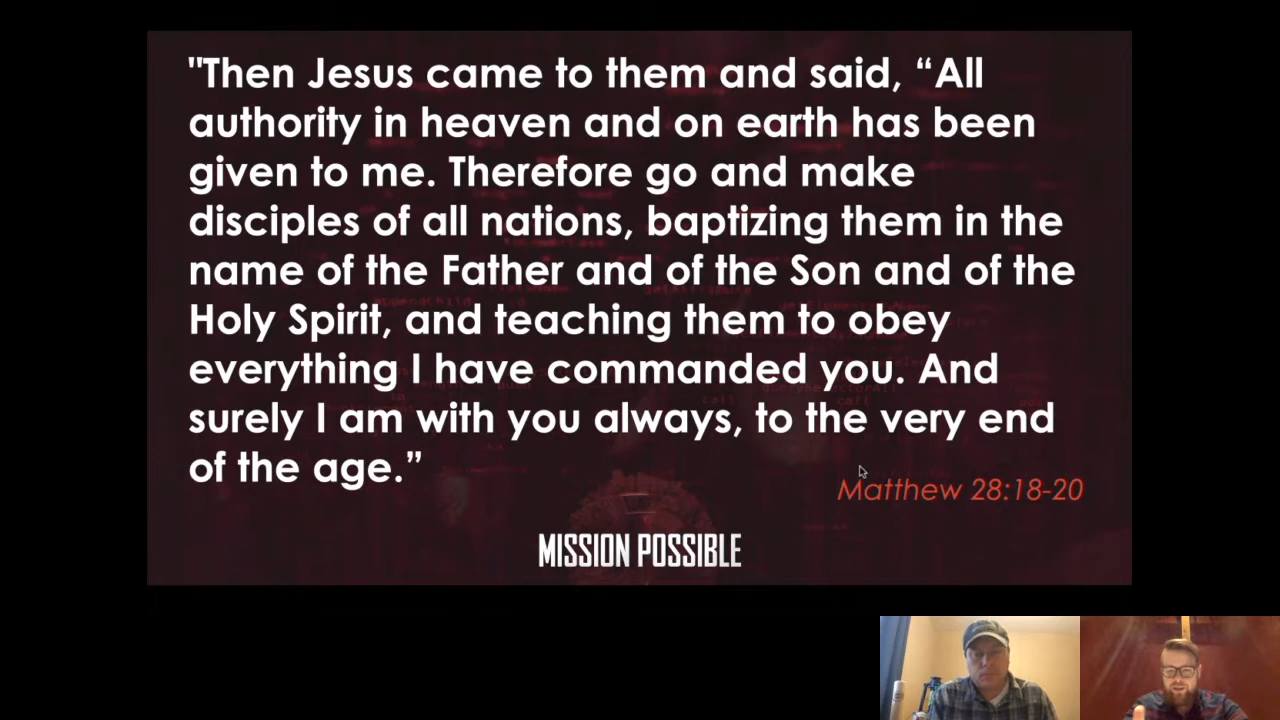 "Then Jesus came to them and said, “All
authority in heaven and on earth has been
given to me. Therefore go and make
disciples of all nations, baptizing them in the
name of the Father and of the Son and of the
Holy Spirit, and teaching them to obey
everything I have commanded you. And
surely I am with you always, to the very end
of the age.”
Matthew 28:18-20
MISSION POSSIBLE